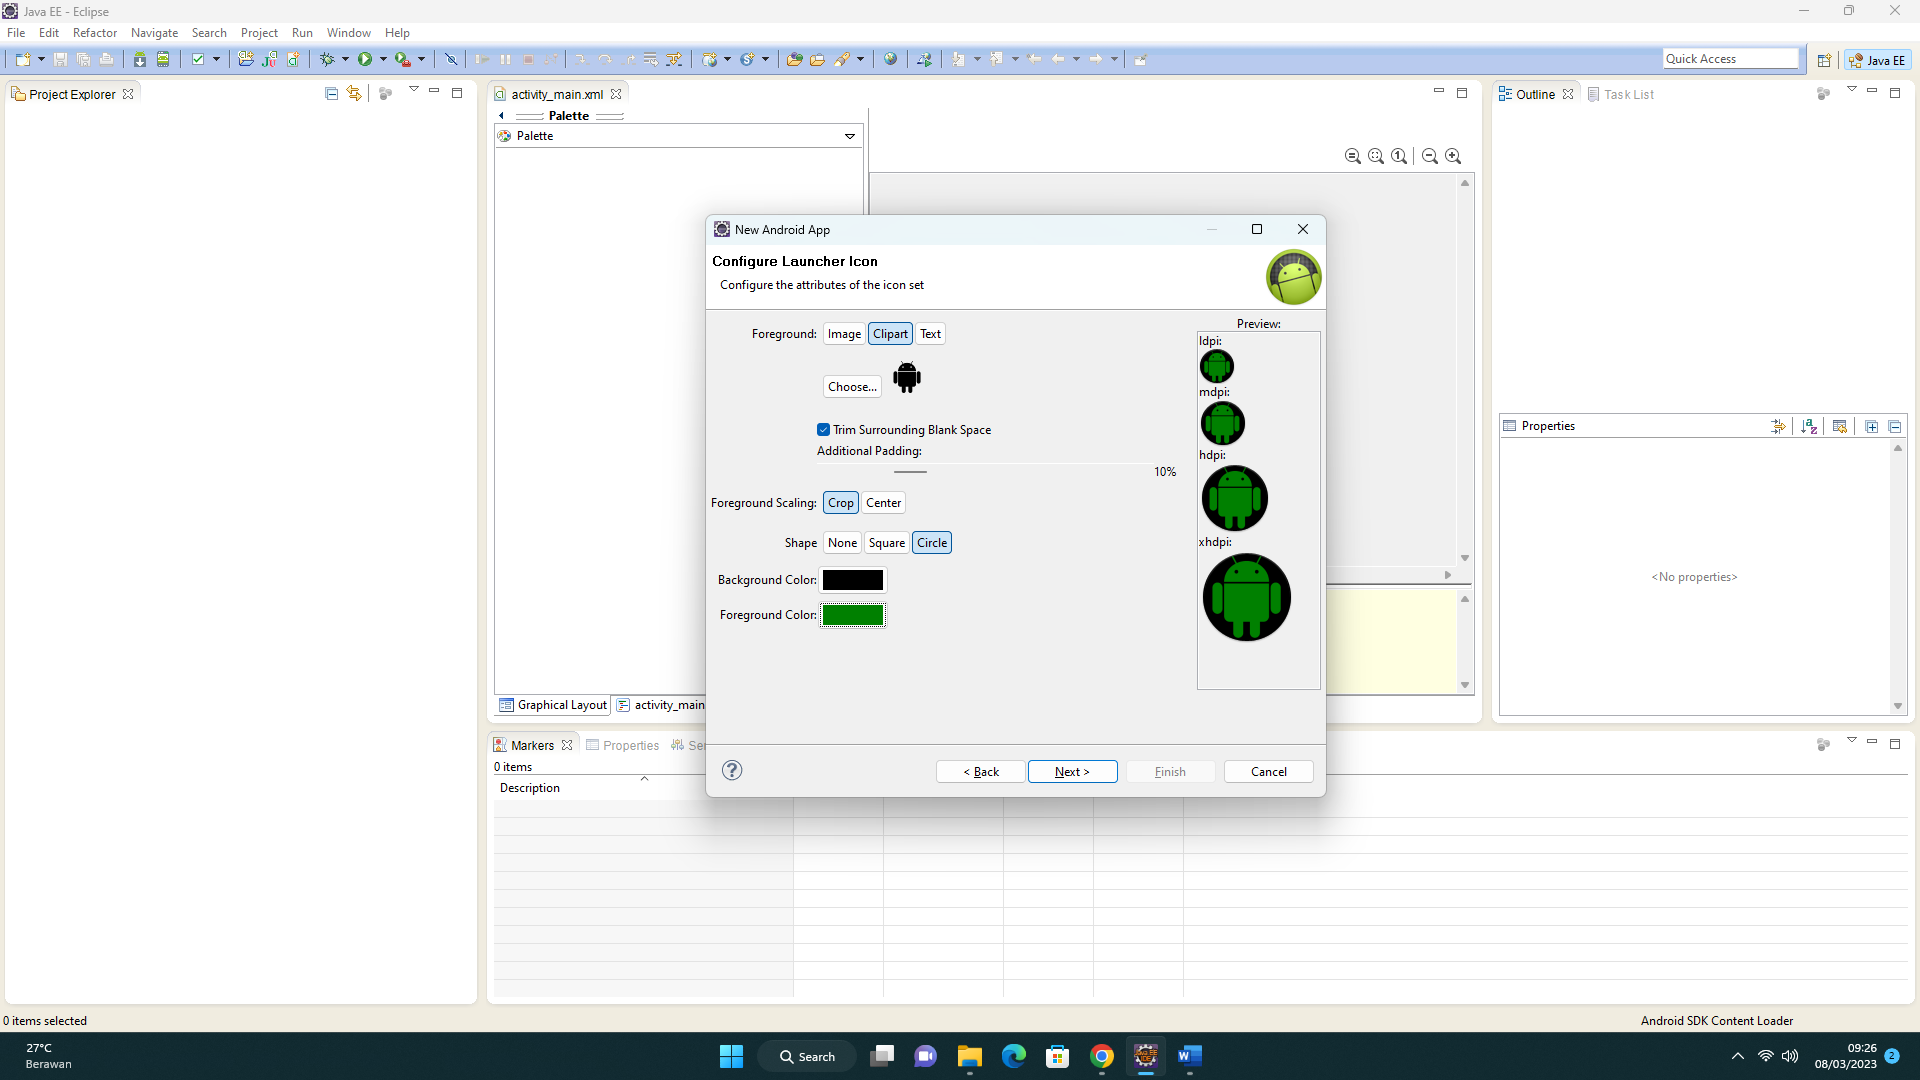 Java EE - Eclipse
File Edit Refactor Navigate Search Project Run Window Help
Quick Access
Java EE
Project Explorer
activity_main.xml
Palette
Palette
Outline
Task List
New Android App
Configure Launcher Icon
Configure the attributes of the icon set
Foreground: Image Clipart Text
Choose...
Trim Surrounding Blank Space
Additional Padding:
10%
Foreground Scaling: Crop Center
Shape None Square Circle
Background Color:
Foreground Color:
Preview:
ldpi:
mdpi:
hdpi:
xhdpi:
< Back Next > Finish Cancel
Properties
<No properties>
Graphical Layout
activity_main
Markers
Properties
Ser
0 items
Description
0 items selected
Android SDK Content Loader
27°C
Berawan
Search
09:26
08/03/2023
2